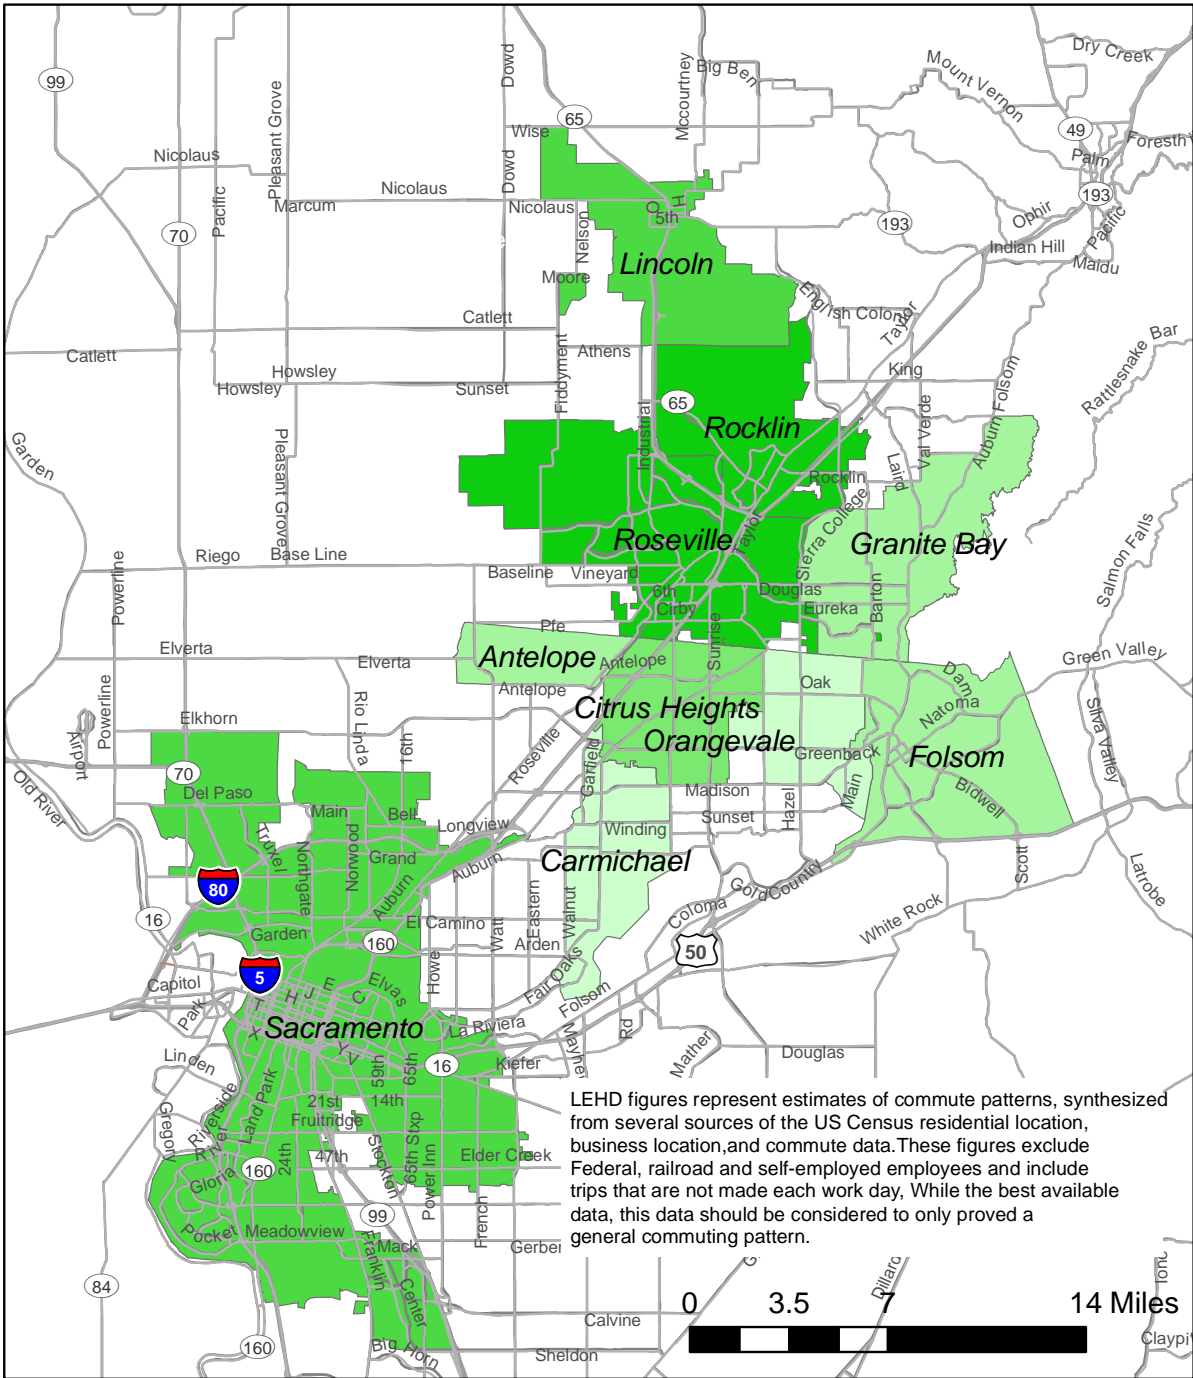 Dry Creek
Mount Vernon
Big Ben
Mccourtney
Dowd
99
Pleasant Grove
65
Wise
49
Foresth
Palm
Nicolaus
Dowd
193
Nicolaus
Marcum
Nicolaus
Pacific
O
H
5th
Nelson
Ophir
Pacific
193
70
Indian Hill
Maidu
Lincoln
Moore
English Colony
Taylor
Catlett
Catlett
Athens
Rattlesnake Bar
King
Howsley
Howsley
Sunset
Fiddyment
65
Industrial
Rocklin
Val Verde
Auburn Folsom
Garden
Pleasant Grove
Laird
Rocklin
Sierra College
Taylor
Roseville
Granite Bay
Salmon Falls
Riego
Base Line
Powerline
Baseline
Vineyard
6th
Cirby
Douglas
Eureka
Barton
Pfe
Sunrise
Elverta
Elverta
Antelope
Antelope
Antelope
Oak
Green Valley
Dam
Natoma
Powerline
Airport
Elkhorn
Rio Linda
16th
Citrus Heights
Orangevale
Greenback
Folsom
Silva Valley
Roseville
Garfield
70
Del Paso
Old River
Main
Bell
Longview
Madison
Sunset
Hazel
Main
Bidwell
Winding
Truxel
Northgate
Norwood
Grand
Auburn
Auburn
Carmichael
80
16
Garden
160
El Camino
Watt
Eastern
Arden
Walnut
Coloma
Gold Country
Scott
Latrobe
White Rock
50
5
Capitol
Park
Howe
Fair Oaks
Folsom
I
H
J
E
C
Elvas
X
Sacramento
La Riviera
Y
V
59th
65th
16
Kiefer
Mayhe
Rd
Mather
Douglas
Linden
Gregory
Riverside
River
Land Park
21st
14th
Fruitridge
24th
47th
Stockton
65th Stxp
Power Inn
Elder Creek
French
160
Gloria
Pocket
Meadowview
99
Mack
Franklin
Center
Gerber
LEHD figures represent estimates of commute patterns, synthesized
from several sources of the US Census residential location,
business location,and commute data.These figures exclude
Federal, railroad and self-employed employees and include
trips that are not made each work day, While the best available
data, this data should be considered to only proved a
general commuting pattern.
G
Dillard
Ion
84
0 3.5 7 14 Miles
Calvine
160
Big Horn
Sheldon
Claypi